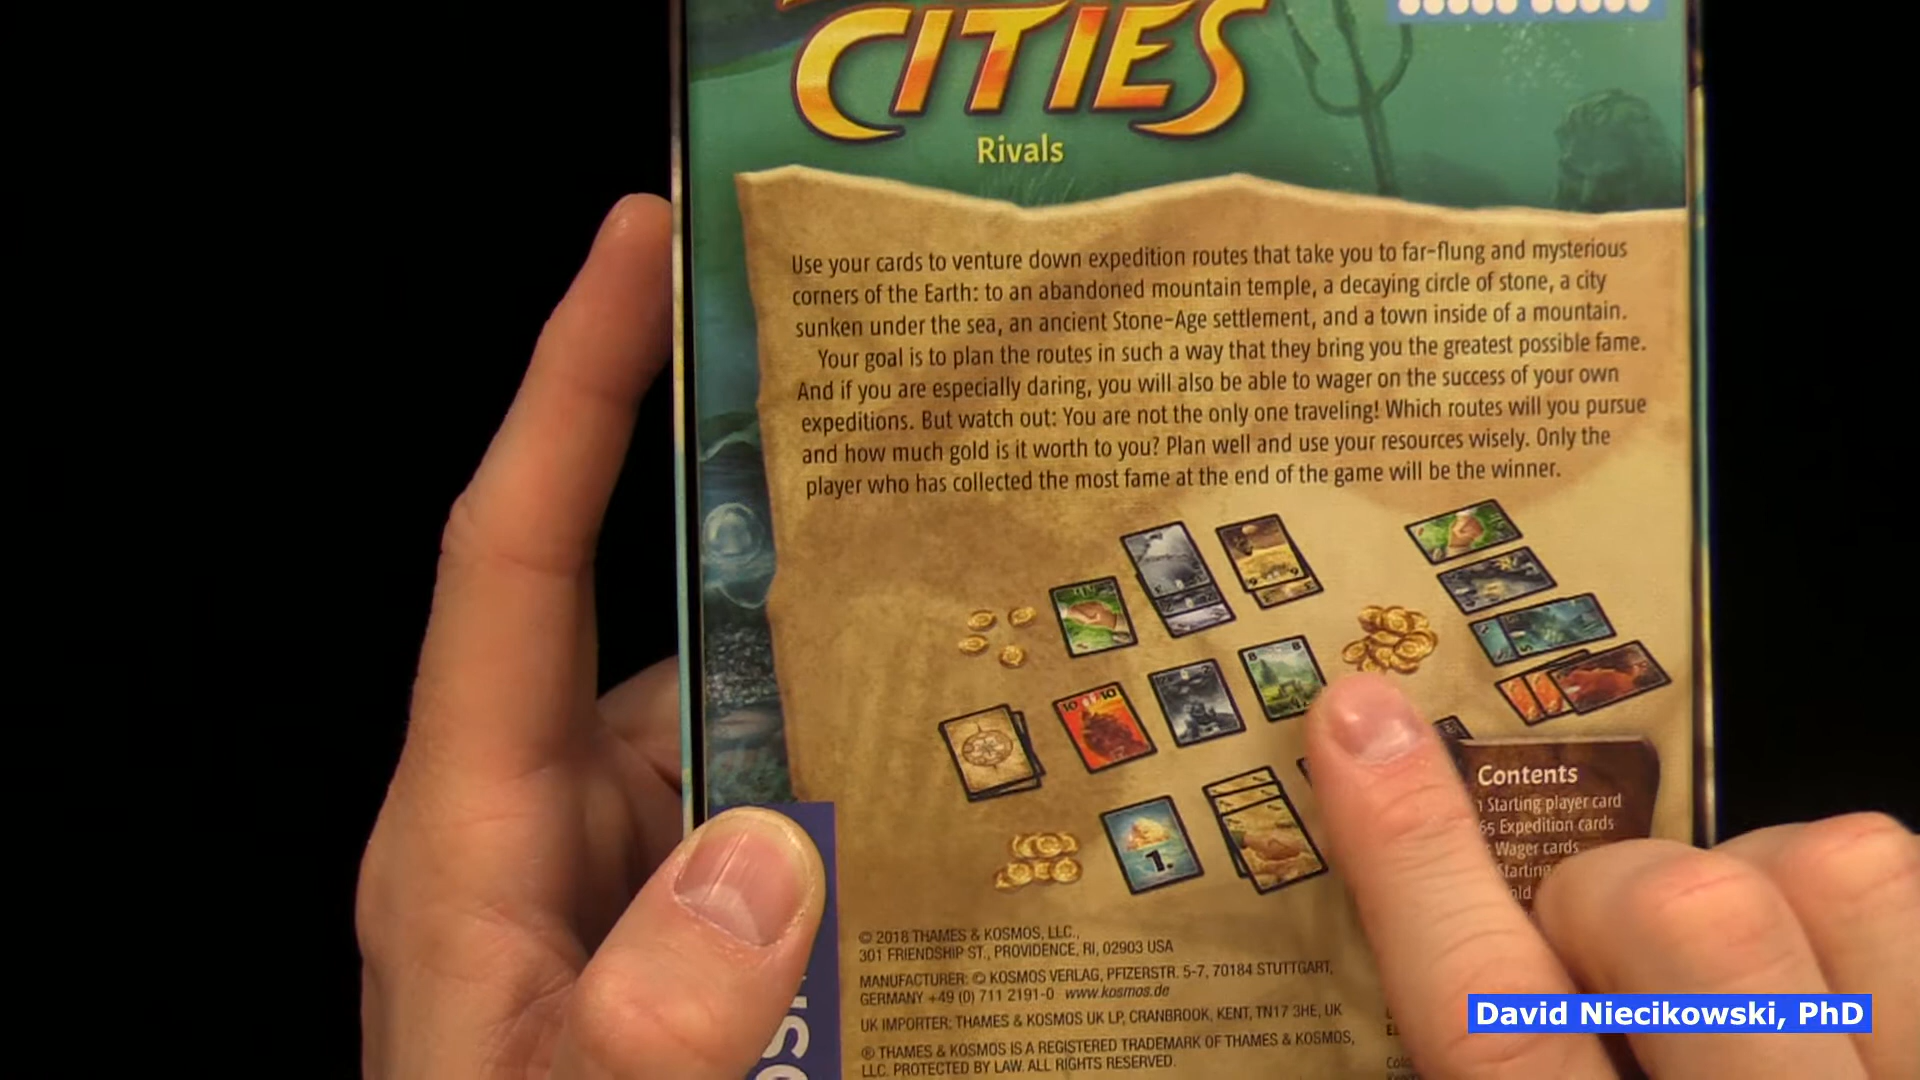 CITIES
Rivals
Use your cards to venture down expedition routes that take you to far-flung and mysterious
corners of the Earth: to an abandoned mountain temple, a decaying circle of stone, a city
sunken under the sea, an ancient Stone-Age settlement, and a town inside of a mountain.
Your goal is to plan the routes in such a way that they bring you the greatest possible fame.
And if you are especially daring, you will also be able to wager on the success of your own
expeditions. But watch out: You are not the only one traveling! Which routes will you pursue
and how much gold is it worth to you? Plan well and use your resources wisely. Only the
player who has collected the most fame at the end of the game will be the winner.
8 8
10 10
2
1.
Contents
1 Starting player card
65 Expedition cards
Wager cards
Starting
© 2018 THAMES & KOSMOS, LLC.,
301 FRIENDSHIP ST., PROVIDENCE, RI, 02903 USA
MANUFACTURER: © KOSMOS VERLAG, PFIZERSTR. 5-7, 70184 STUTTGART,
GERMANY +49 (0) 711 2191-0 www.kosmos.de
UK IMPORTER: THAMES & KOSMOS UK LP, CRANBROOK, KENT, TN17 3HE, UK
® THAMES & KOSMOS IS A REGISTERED TRADEMARK OF THAMES & KOSMOS,
LLC. PROTECTED BY LAW. ALL RIGHTS RESERVED.
David Niecikowski, PhD